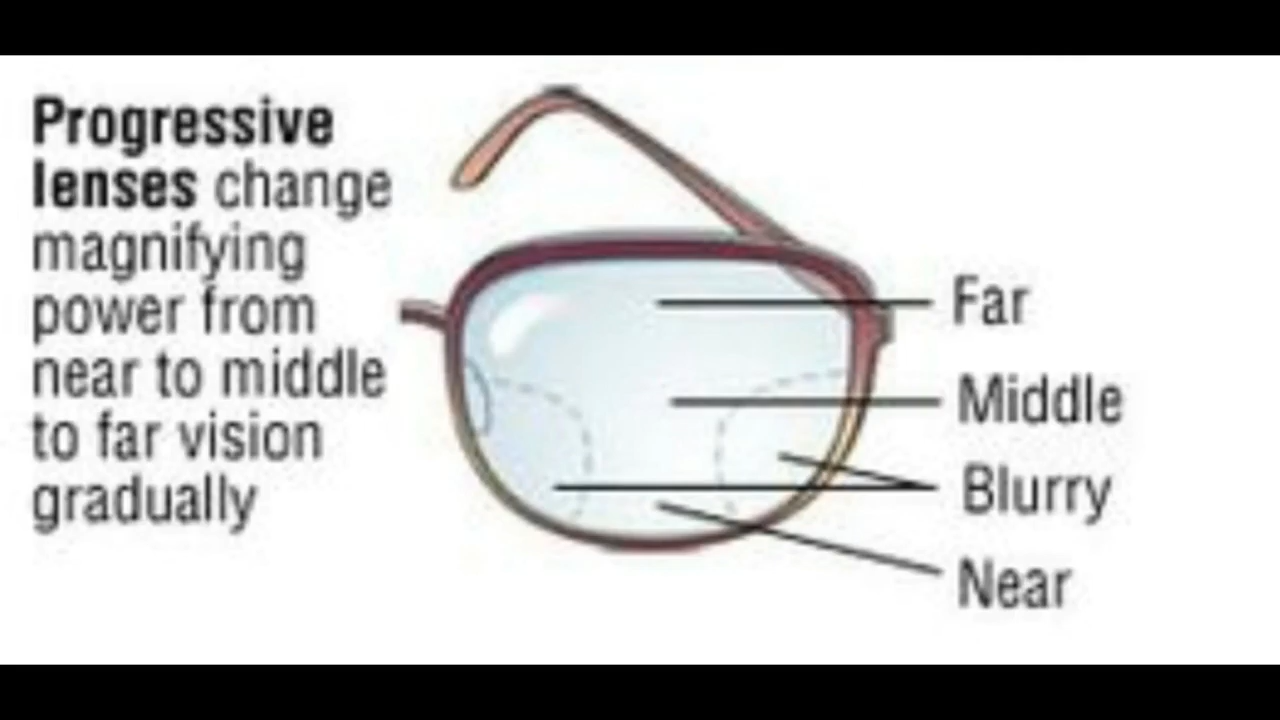 Progressive
lenses change
magnifying
power from
near to middle
to far vision
gradually
Far
Middle
Blurry
Near